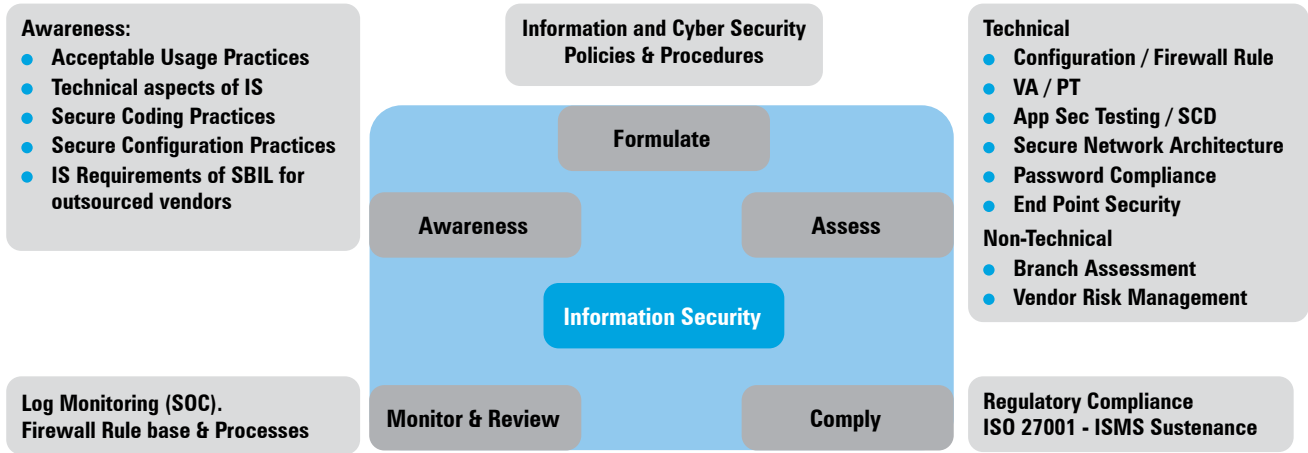 Awareness:
Acceptable Usage Practices
Technical aspects of IS
Secure Coding Practices
Secure Configuration Practices
IS Requirements of SBIL for
outsourced vendors
Information and Cyber Security
Policies & Procedures
Technical
Configuration / Firewall Rule
VA / PT
App Sec Testing / SCD
Secure Network Architecture
Password Compliance
End Point Security
Non-Technical
Branch Assessment
Vendor Risk Management
Formulate
Awareness
Assess
Information Security
Monitor & Review
Comply
Log Monitoring (SOC).
Firewall Rule base & Processes
Regulatory Compliance
ISO 27001 - ISMS Sustenance